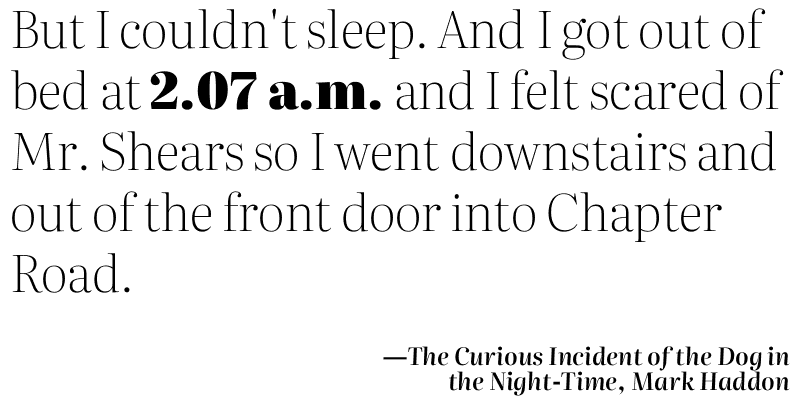 But I couldn't sleep. And I got out of
bed at 2.07 a.m. and I felt scared of
Mr. Shears so I went downstairs and
out of the front door into Chapter
Road.
—The Curious Incident of the Dog in
the Night-Time, Mark Haddon